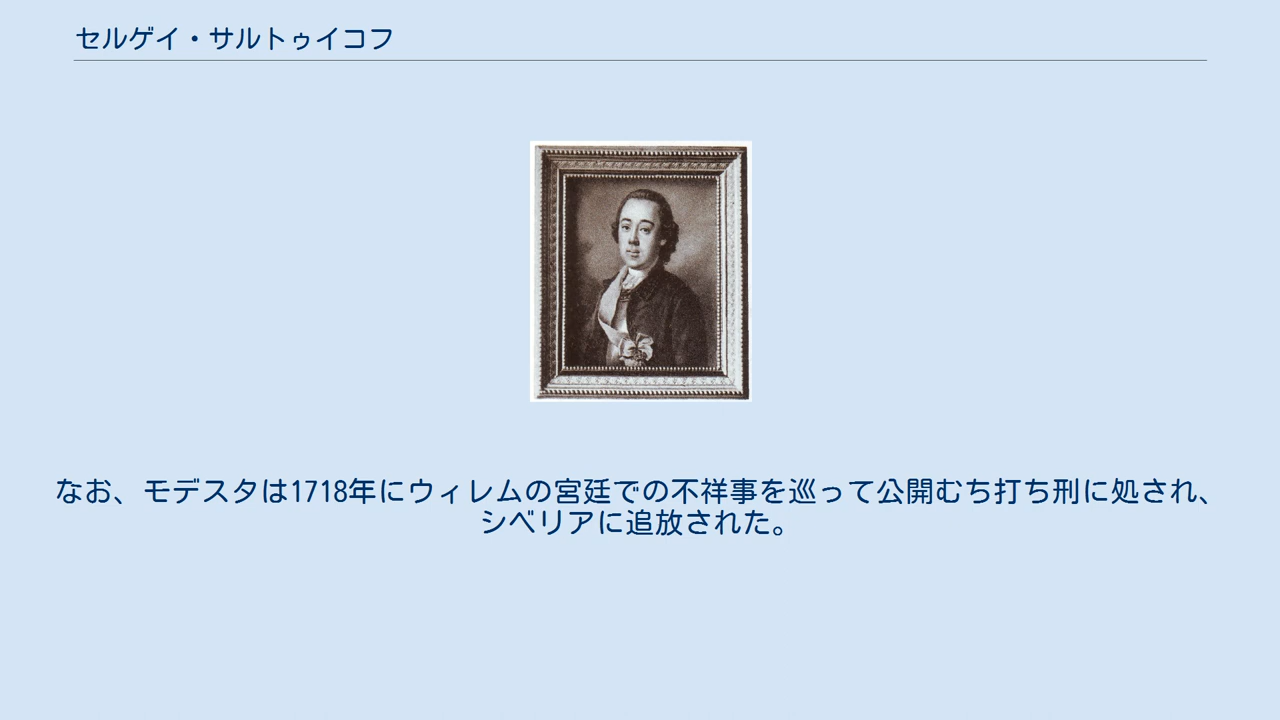 セルゲイ・サルトゥイコフ
なお、モデスタは1718年にウィレムの宮廷での不祥事を巡って公開むち打ち刑に処され、
シベリアに追放された。